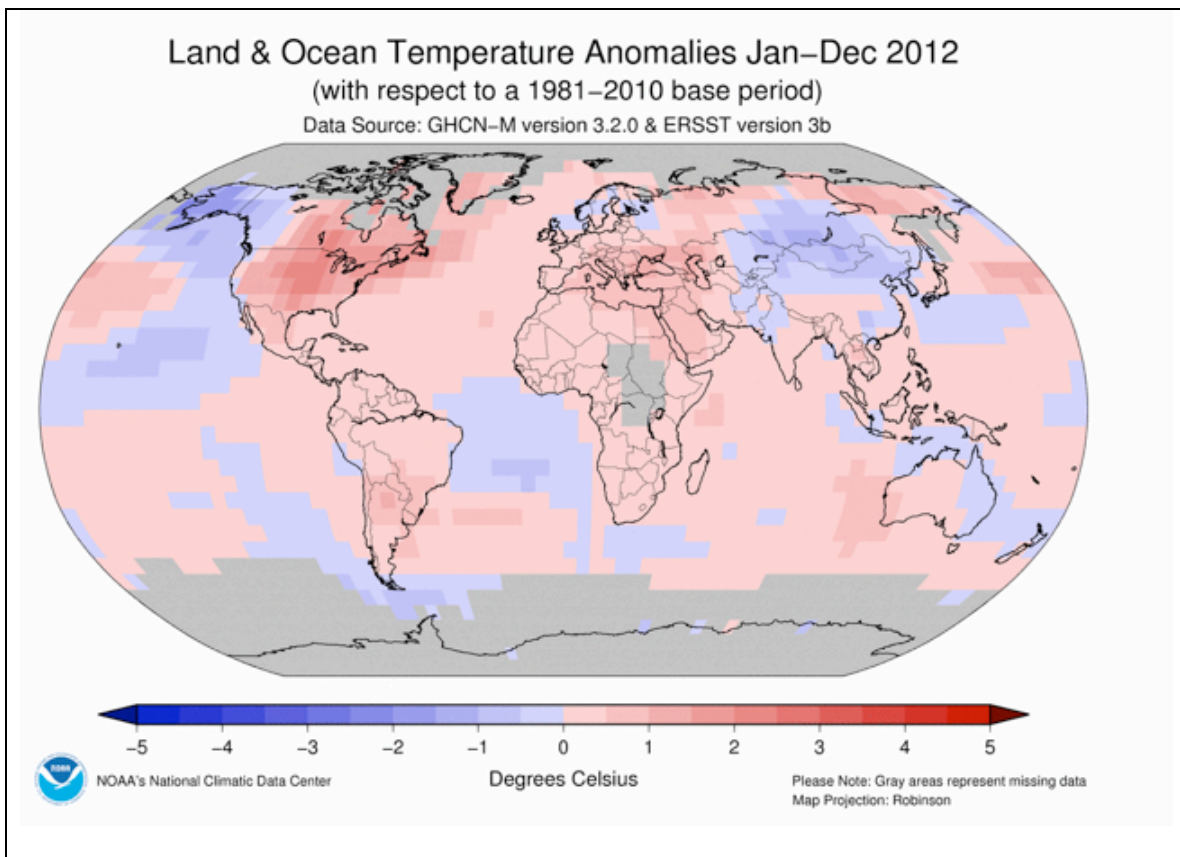 Land & Ocean Temperature Anomalies Jan–Dec 2012
(with respect to a 1981–2010 base period)
Data Source: GHCN–M version 3.2.0 & ERSST version 3b
−5 −4 −3 −2 −1 0 1 2 3 4 5
Degrees Celsius
NOAA
NOAA's National Climatic Data Center
Please Note: Gray areas represent missing data
Map Projection: Robinson